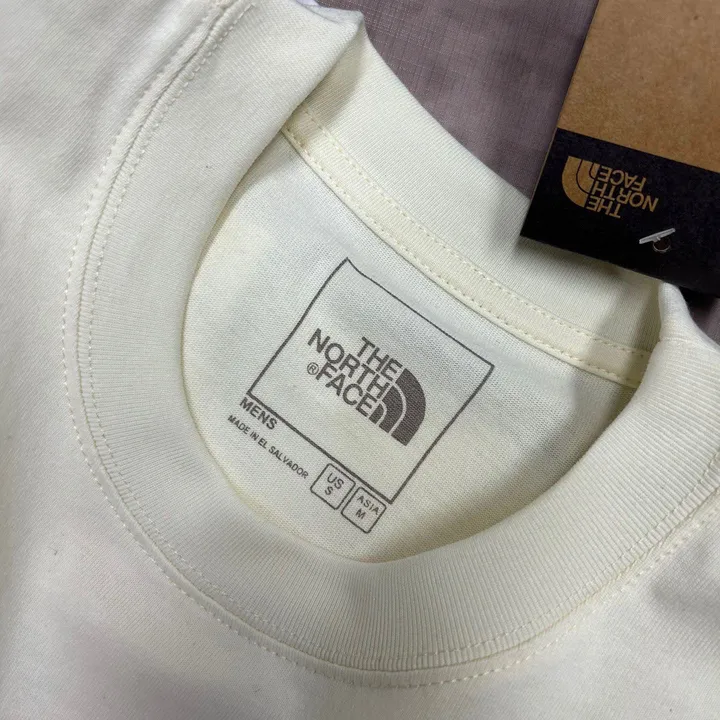 THE
NORTH
®FACE
MENS
MADE IN EL SALVADOR
US
S
ASIA
M
THE
NORTH
FACE